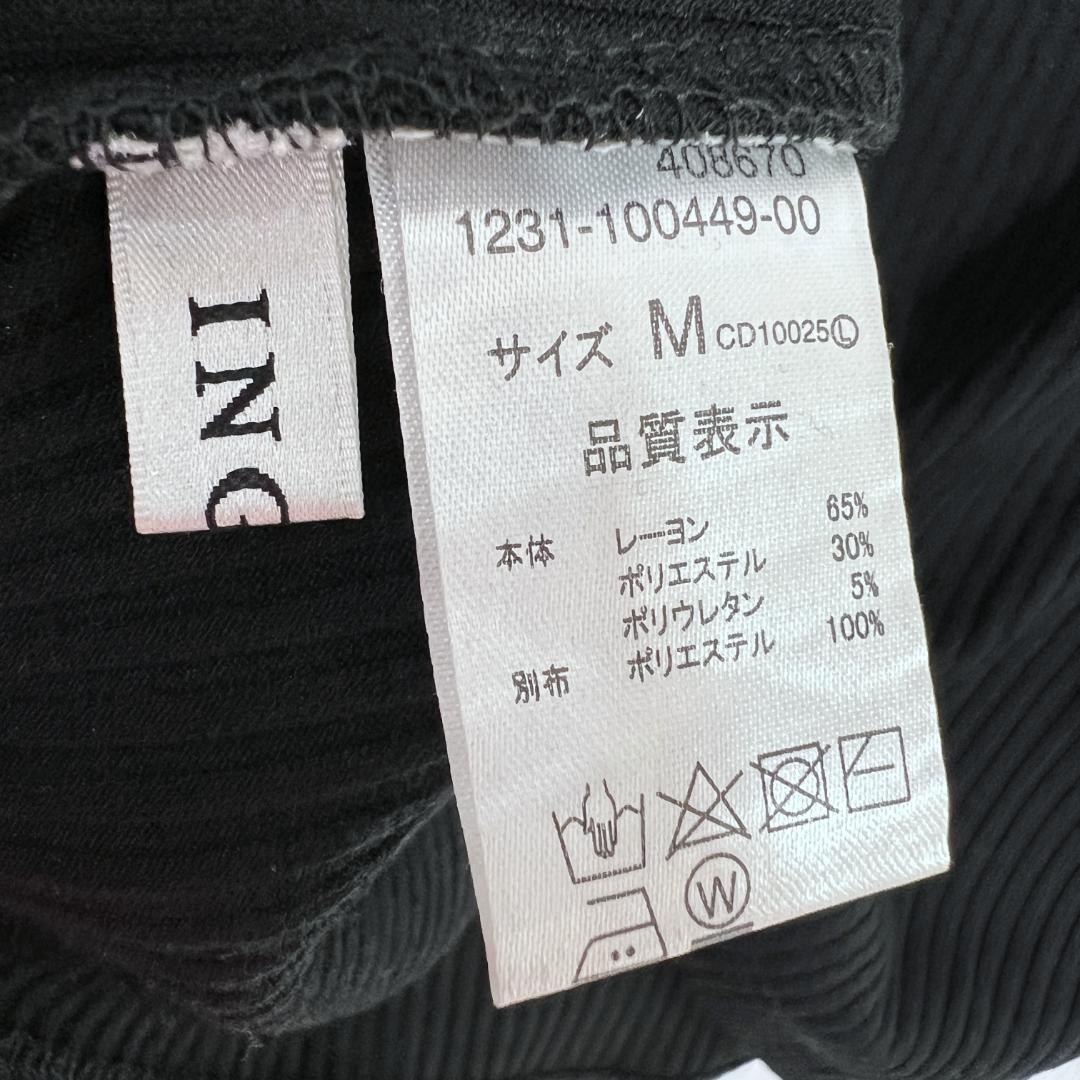 ING
408670
1231-100449-00
サイズ M CD10025Ⓛ
品質表示
本体 レーヨン 65%
ポリエステル 30%
ポリウレタン 5%
別布 ポリエステル 100%
W